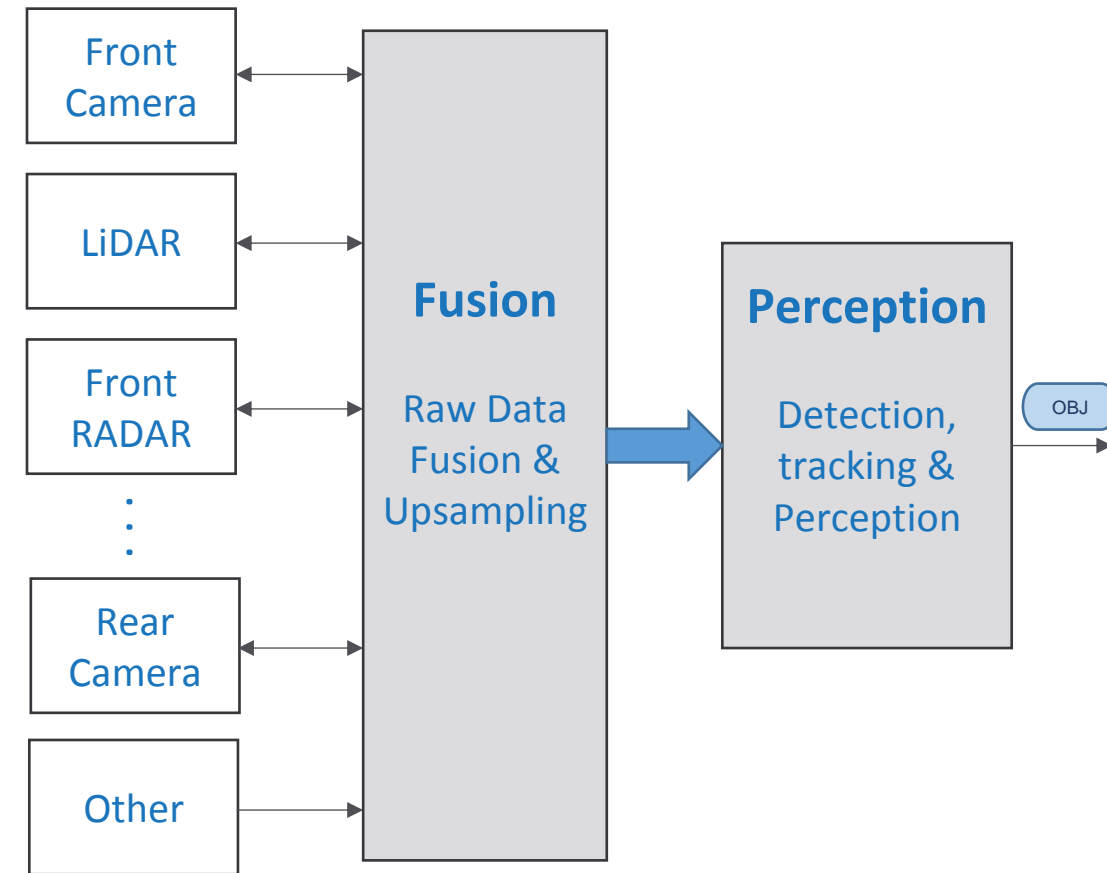 Front
Camera
LiDAR
Front
RADAR
.
.
.
Rear
Camera
Other
Fusion
Raw Data
Fusion &
Upsampling
Perception
Detection,
tracking &
Perception
OBJ